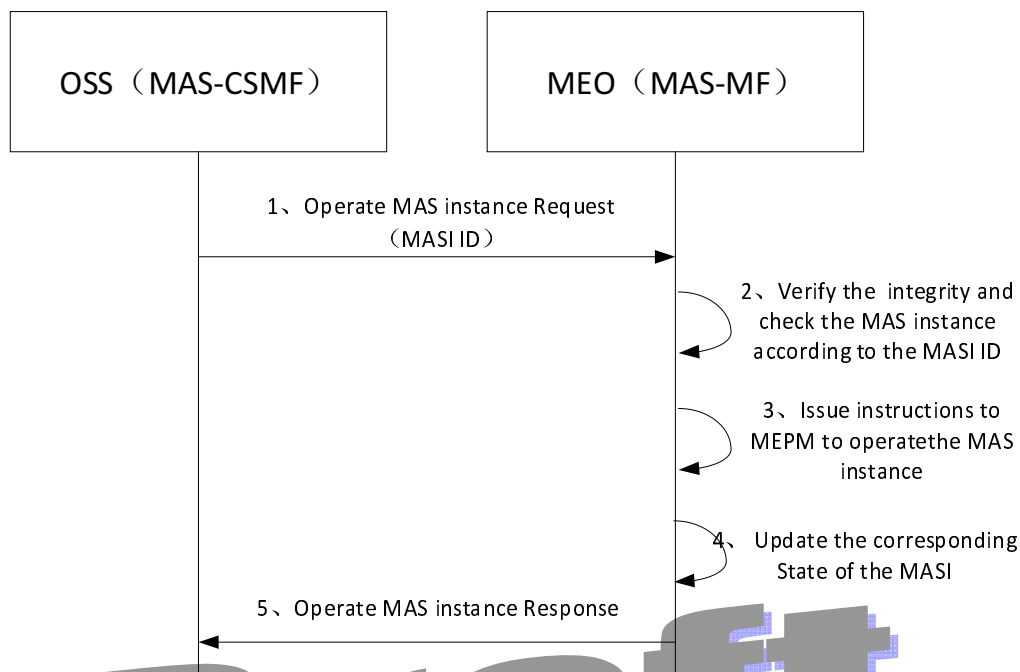 OSS（MAS-CSMF）
MEO（MAS-MF）
1、Operate MAS instance Request
（MASI ID）
2、Verify the integrity and
check the MAS instance
according to the MASI ID
3、Issue instructions to
MEPM to operatethe MAS
instance
4、 Update the corresponding
State of the MASI
5、Operate MAS instance Response